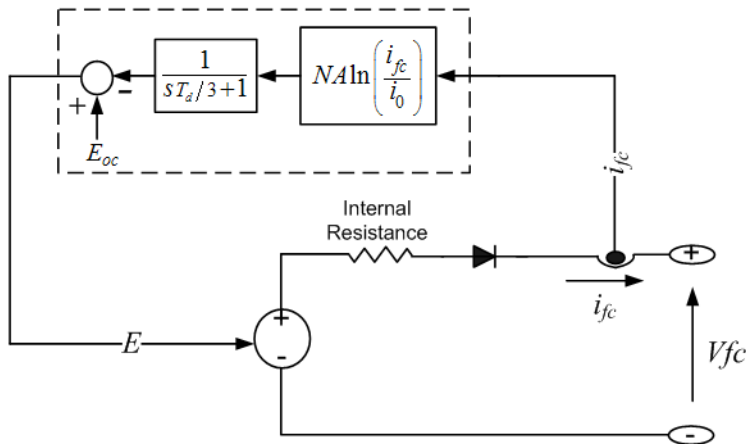 1
sT_d/3+1
NA ln(i_fc/i_0)
+
-
E_oc
i_fc
Internal
Resistance
+
i_fc
+
E
-
Vfc
-